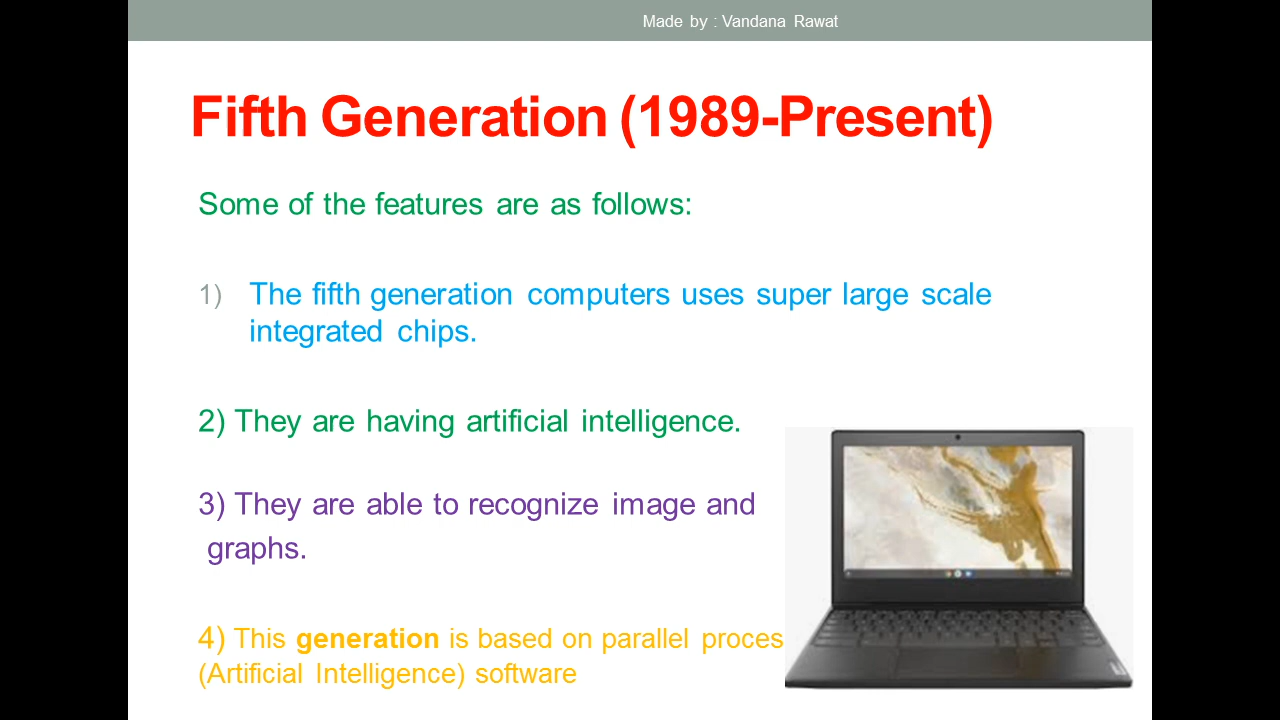 Made by : Vandana Rawat
Fifth Generation (1989-Present)
Some of the features are as follows:
1) The fifth generation computers uses super large scale
integrated chips.
2) They are having artificial intelligence.
3) They are able to recognize image and
graphs.
4) This generation is based on parallel proces
(Artificial Intelligence) software